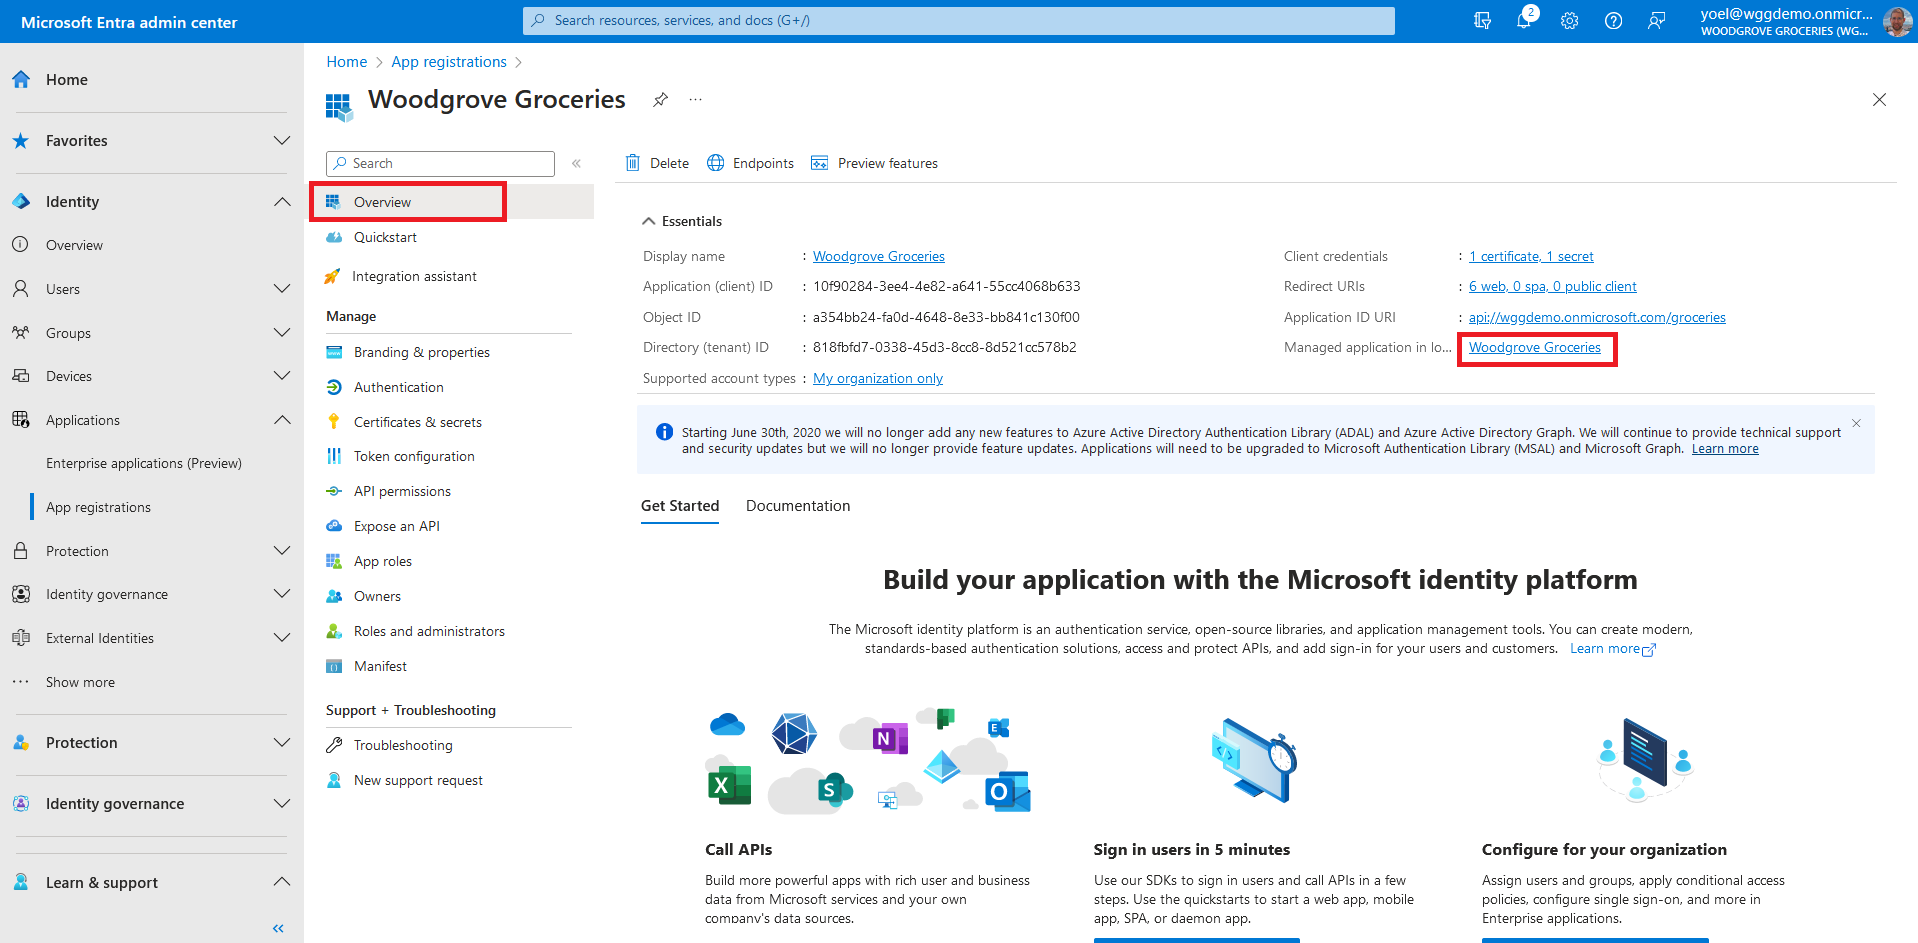 Microsoft Entra admin center
Search resources, services, and docs (G+/)
2
yoel@wggdemo.onmicr...
WOODGROVE GROCERIES (WG...
Home
Favorites
Identity
Overview
Users
Groups
Devices
Applications
Enterprise applications (Preview)
App registrations
Protection
Identity governance
External Identities
Show more
Protection
Identity governance
Learn & support
Home > App registrations >
Woodgrove Groceries
Search
Overview
Quickstart
Integration assistant
Manage
Branding & properties
Authentication
Certificates & secrets
Token configuration
API permissions
Expose an API
App roles
Owners
Roles and administrators
Manifest
Support + Troubleshooting
Troubleshooting
New support request
Delete
Endpoints
Preview features
Essentials
Display name : Woodgrove Groceries
Application (client) ID : 10f90284-3ee4-4e82-a641-55cc4068b633
Object ID : a354bb24-fa0d-4648-8e33-bb841c130f00
Directory (tenant) ID : 818fbfd7-0338-45d3-8cc8-8d521cc578b2
Supported account types : My organization only
Client credentials : 1 certificate, 1 secret
Redirect URIs : 6 web, 0 spa, 0 public client
Application ID URI : api://wggdemo.onmicrosoft.com/groceries
Managed application in lo... Woodgrove Groceries
Starting June 30th, 2020 we will no longer add any new features to Azure Active Directory Authentication Library (ADAL) and Azure Active Directory Graph. We will continue to provide technical support
and security updates but we will no longer provide feature updates. Applications will need to be upgraded to Microsoft Authentication Library (MSAL) and Microsoft Graph. Learn more
Get Started
Documentation
Build your application with the Microsoft identity platform
The Microsoft identity platform is an authentication service, open-source libraries, and application management tools. You can create modern,
standards-based authentication solutions, access and protect APIs, and add sign-in for your users and customers. Learn more
N
E
X
S
O
Call APIs
Build more powerful apps with rich user and business
data from Microsoft services and your own
company's data sources.
Sign in users in 5 minutes
Use our SDKs to sign in users and call APIs in a few
steps. Use the quickstarts to start a web app, mobile
app, SPA, or daemon app.
Configure for your organization
Assign users and groups, apply conditional access
policies, configure single sign-on, and more in
Enterprise applications.